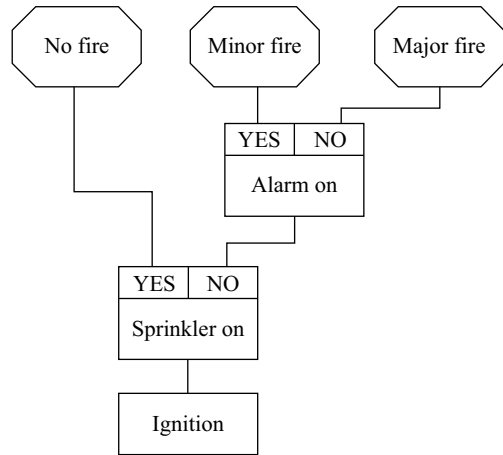 No fire
Minor fire
Major fire
YES
NO
Alarm on
YES
NO
Sprinkler on
Ignition